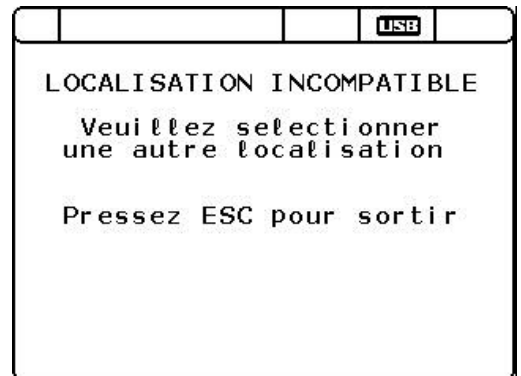 USB
LOCALISATION INCOMPATIBLE
Veuillez selectionner
une autre localisation
Pressez ESC pour sortir